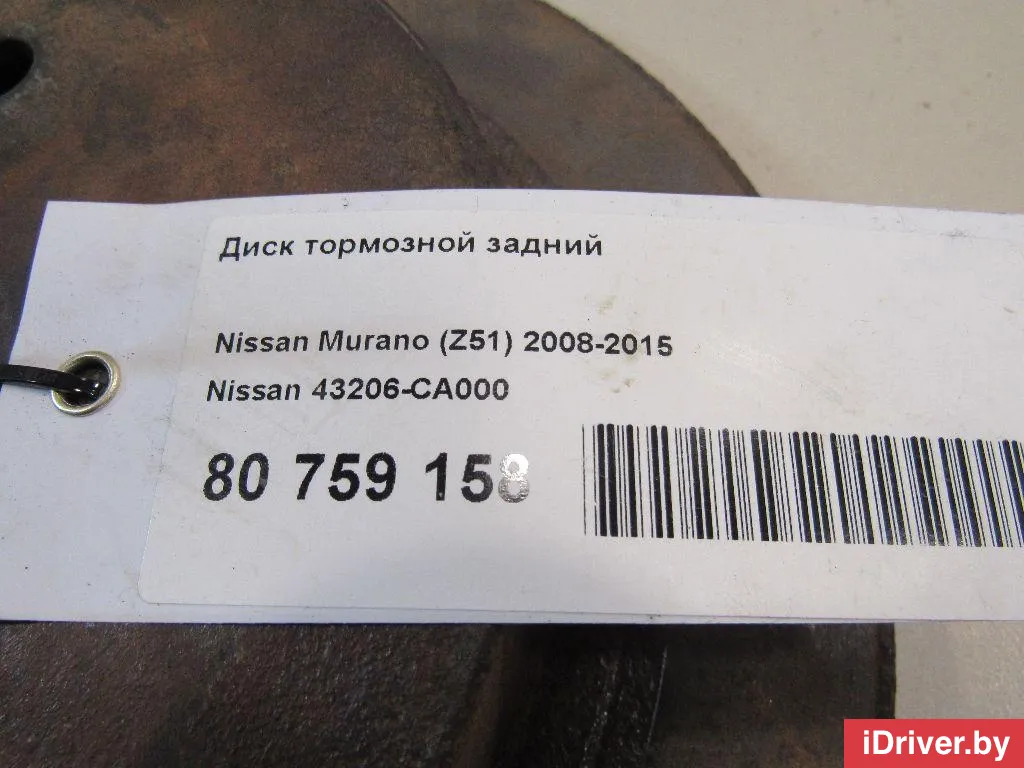 Диск тормозной задний
Nissan Murano (Z51) 2008-2015
Nissan 43206-CA000
80 759 158
iDriver.by